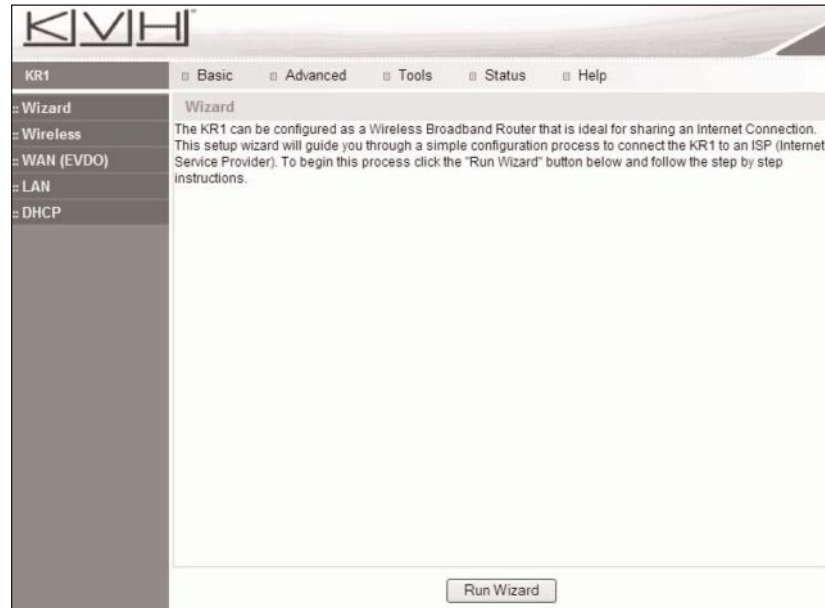 KVH
KR1
Basic
Advanced
Tools
Status
Help
:: Wizard
:: Wireless
:: WAN (EVDO)
:: LAN
:: DHCP
Wizard
The KR1 can be configured as a Wireless Broadband Router that is ideal for sharing an Internet Connection.
This setup wizard will guide you through a simple configuration process to connect the KR1 to an ISP (Internet
Service Provider). To begin this process click the "Run Wizard" button below and follow the step by step
instructions.
Run Wizard